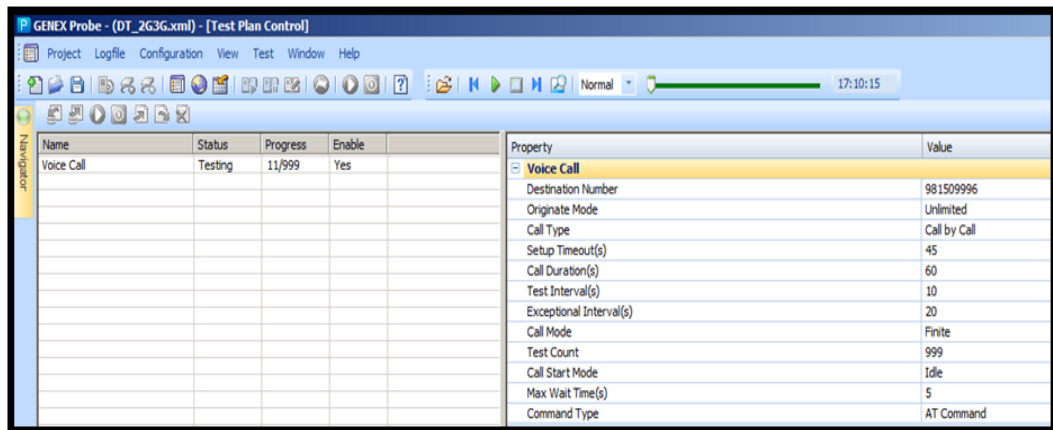 GENEX Probe - (DT_2G3G.xml) - [Test Plan Control]
Project Logfile Configuration View Test Window Help
Normal 17:10:15
Navigator
Name Status Progress Enable
Voice Call Testing 11/999 Yes
Property Value
Voice Call
Destination Number 981509996
Originate Mode Unlimited
Call Type Call by Call
Setup Timeout(s) 45
Call Duration(s) 60
Test Interval(s) 10
Exceptional Interval(s) 20
Call Mode Finite
Test Count 999
Call Start Mode Idle
Max Wait Time(s) 5
Command Type AT Command